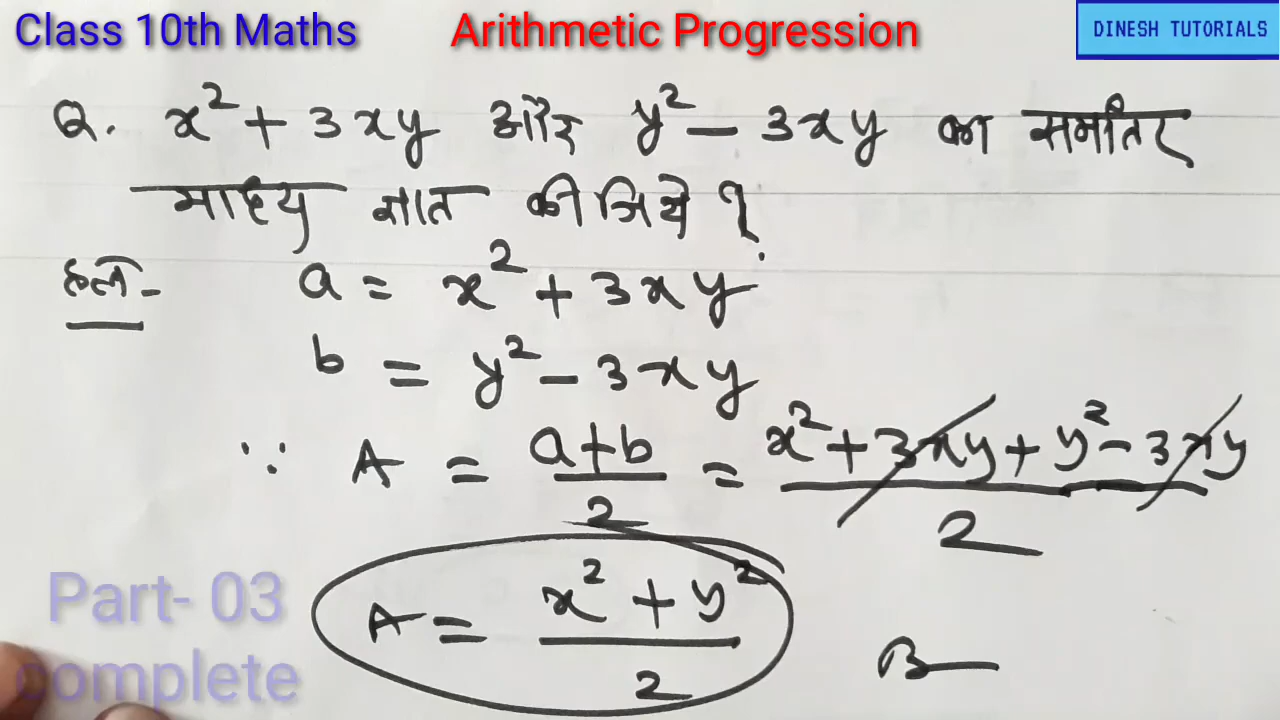 Class 10th Maths Arithmetic Progression DINESH TUTORIALS
Q. x² + 3xy और y² - 3xy का समांतर
माध्य ज्ञात कीजिये ?
हल - a = x² + 3xy
b = y² - 3xy
∵ A = a+b/2 = x² + 3xy + y² - 3xy/2
A = x² + y²/2
Part- 03
complete